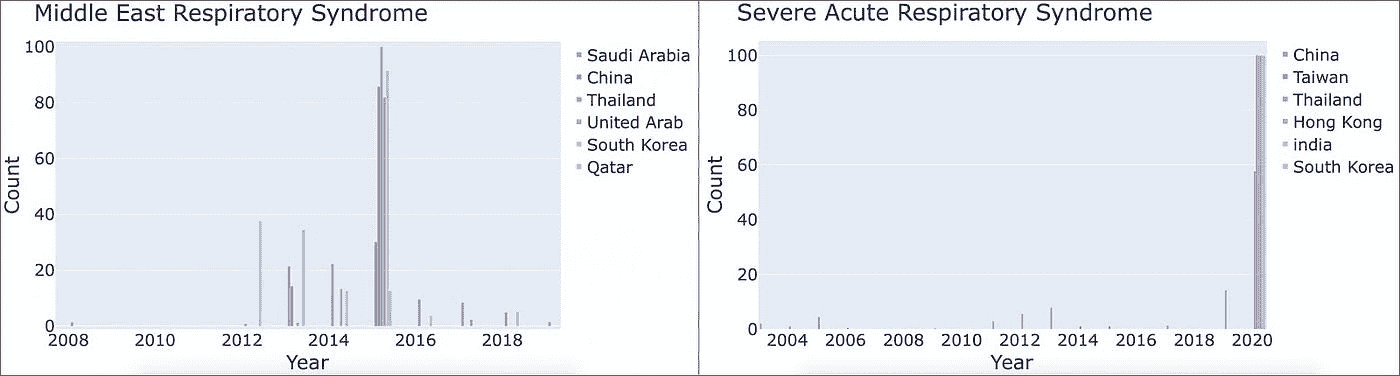 Middle East Respiratory Syndrome
100
80
60
40
20
0
Count
2008 2010 2012 2014 2016 2018
Year
Saudi Arabia
China
Thailand
United Arab
South Korea
Qatar
Severe Acute Respiratory Syndrome
100
80
60
40
20
0
Count
2004 2006 2008 2010 2012 2014 2016 2018 2020
Year
China
Taiwan
Thailand
Hong Kong
india
South Korea